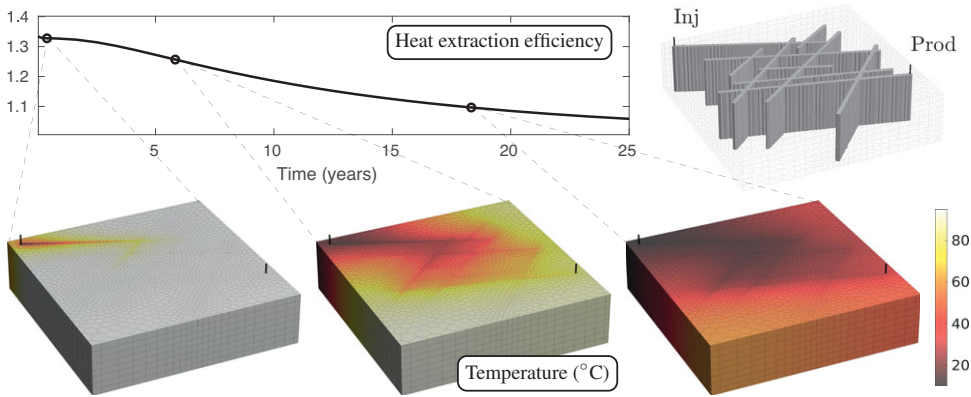 1.4
1.3
1.2
1.1
Heat extraction efficiency
5 10 15 20 25
Time (years)
Inj
Prod
Temperature (°C)
80
60
40
20